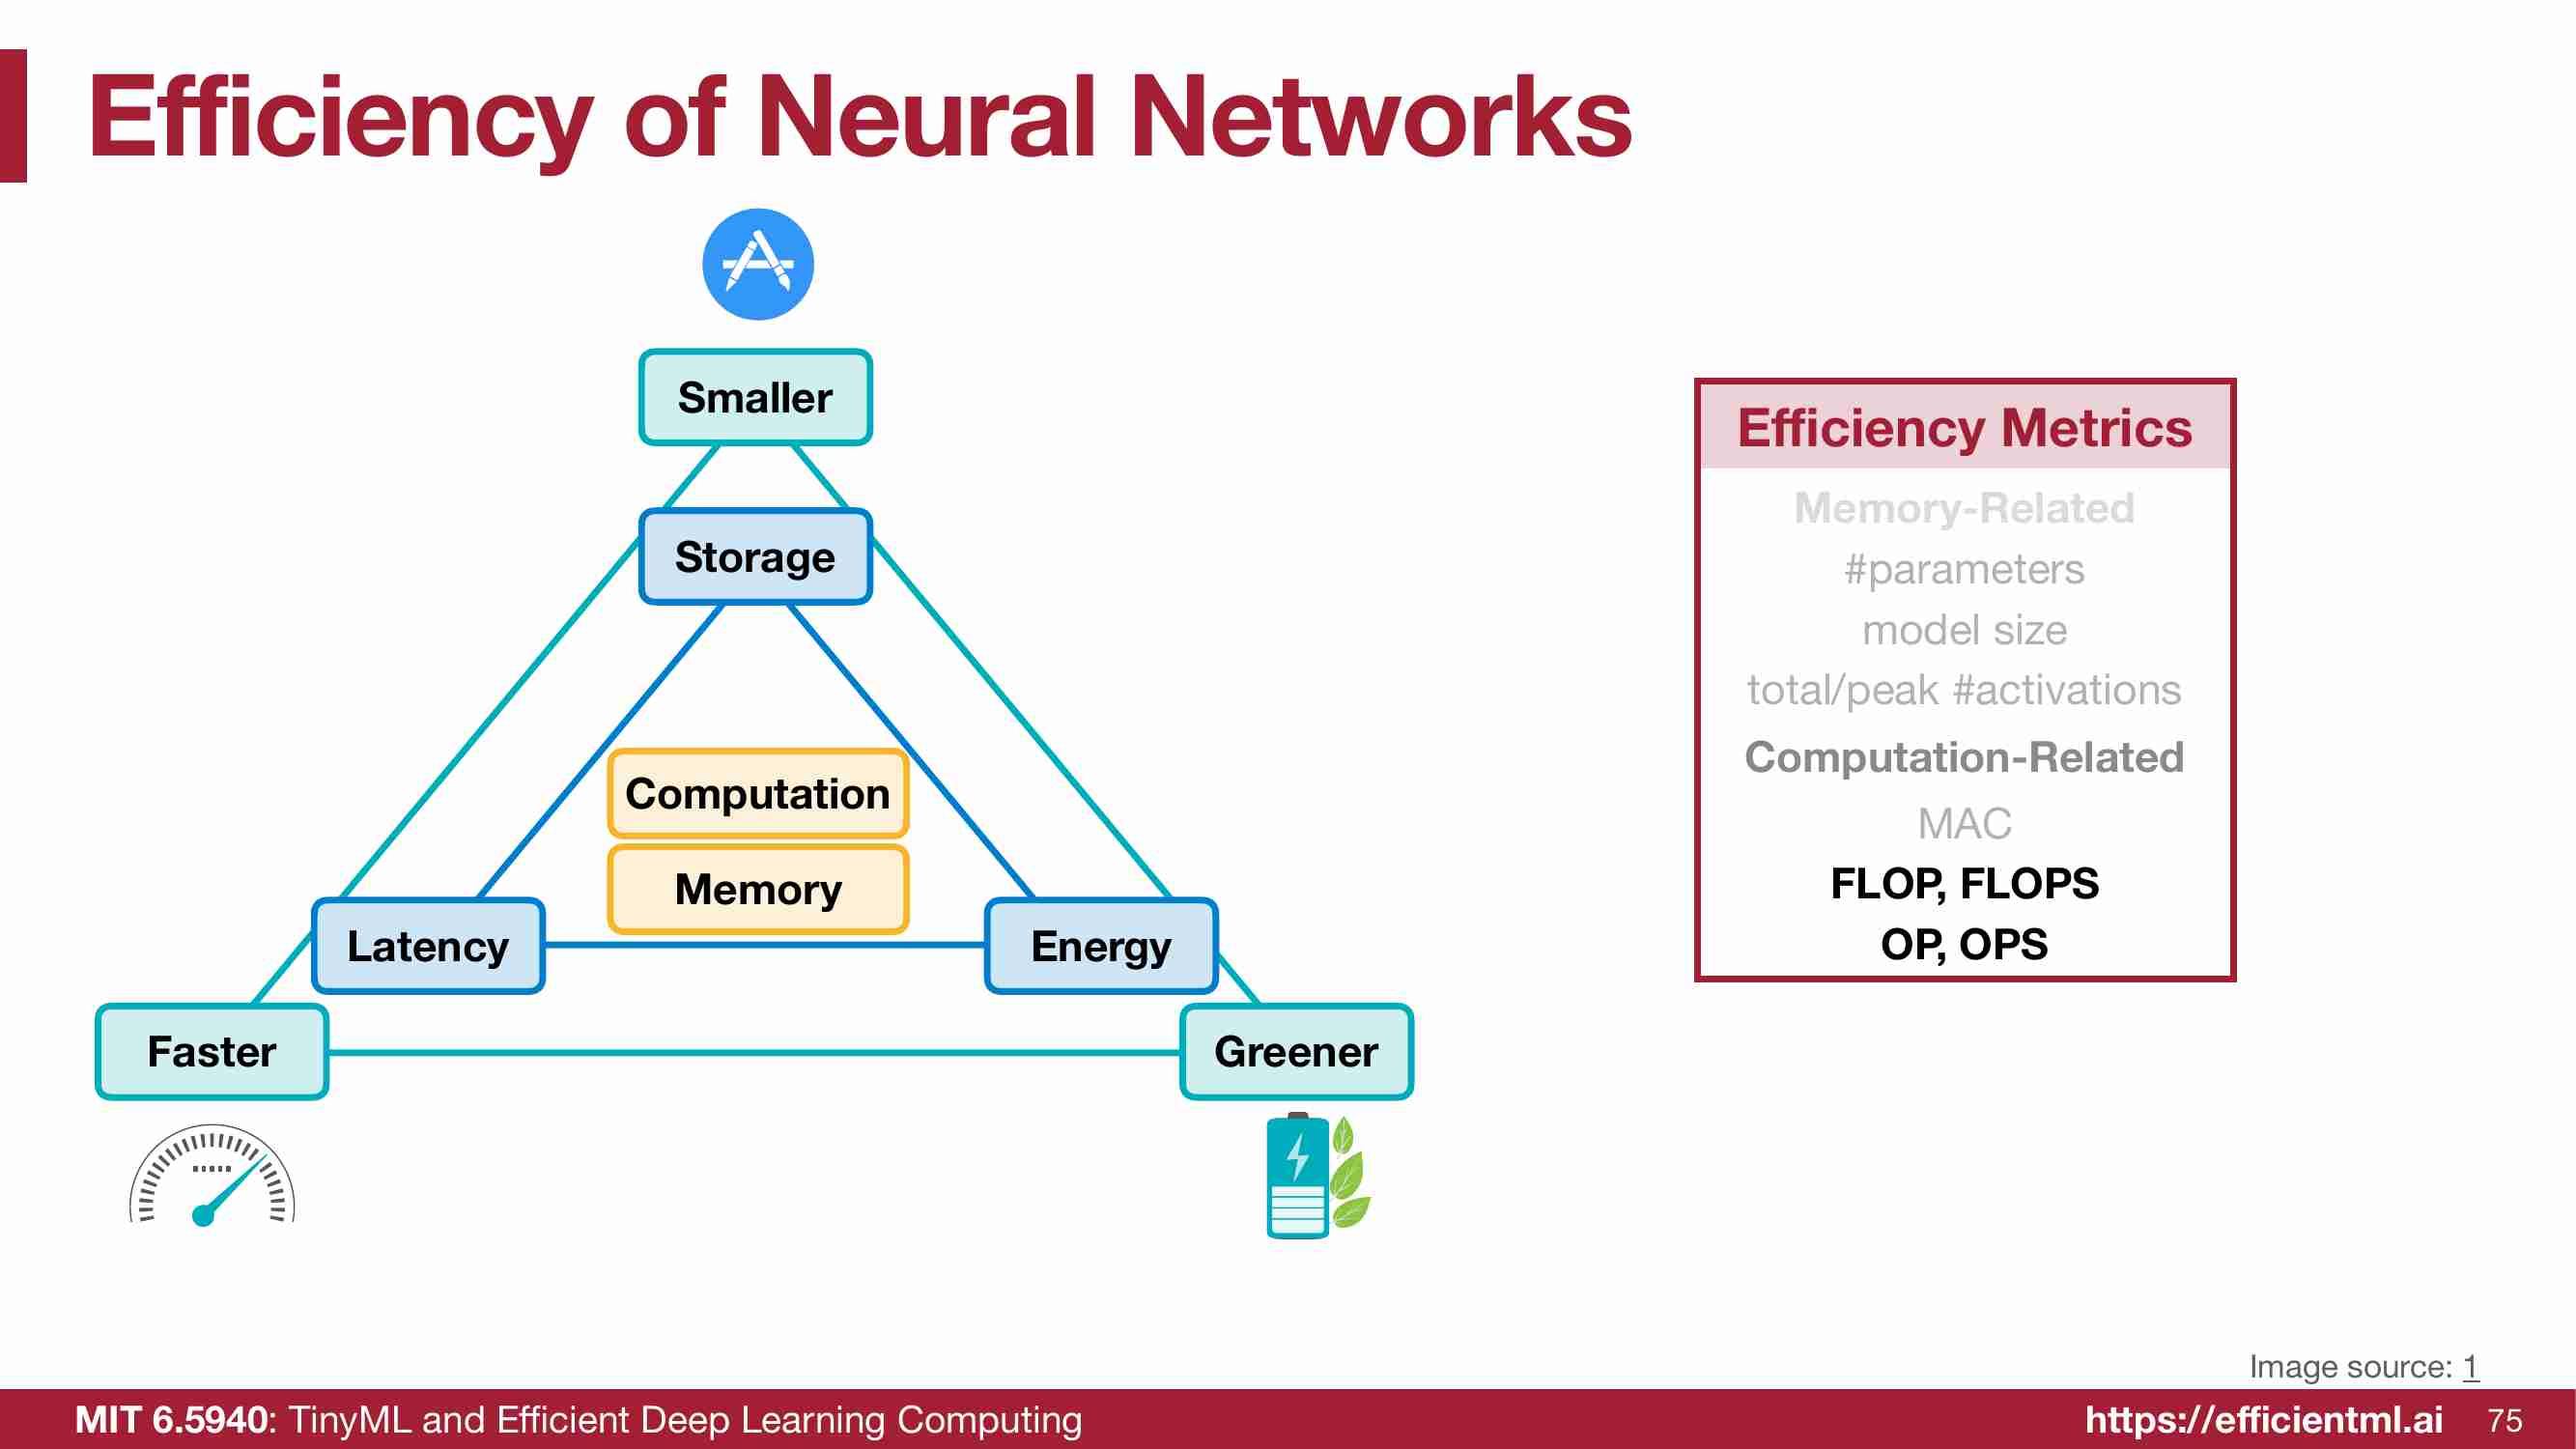 Efficiency of Neural Networks
Smaller
Storage
Computation
Memory
Latency
Energy
Faster
Greener
Efficiency Metrics
Memory-Related
#parameters
model size
total/peak #activations
Computation-Related
MAC
FLOP, FLOPS
OP, OPS
Image source: 1
MIT 6.5940: TinyML and Efficient Deep Learning Computing
https://efficientml.ai
75